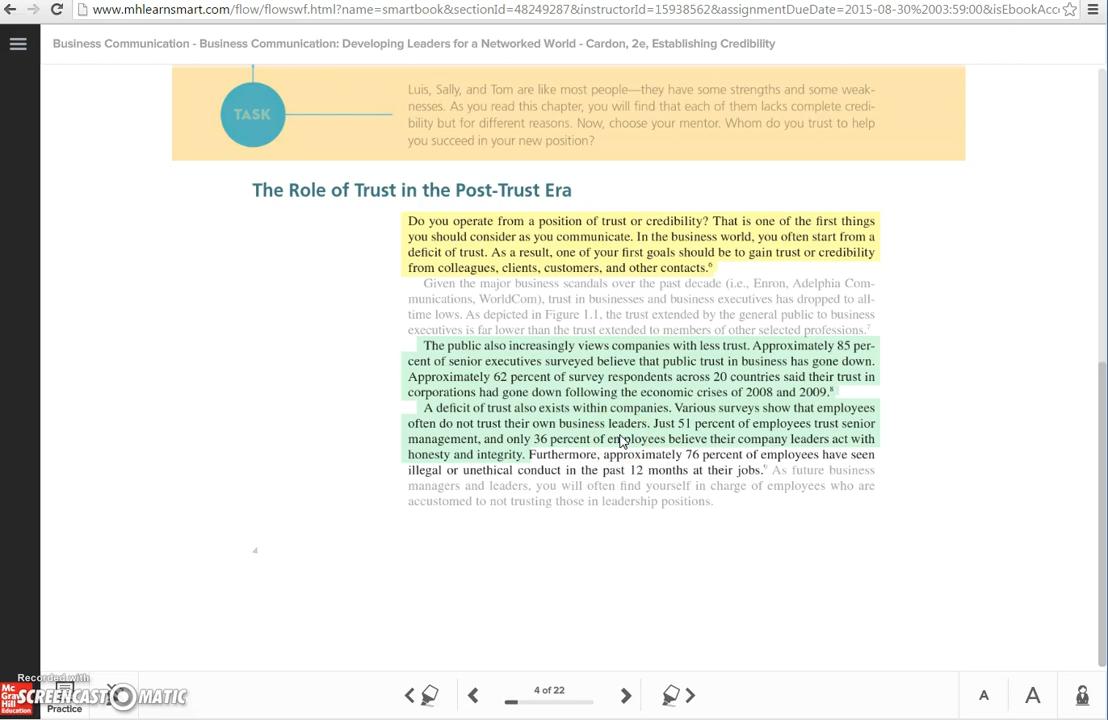 www.mhlearnsmart.com/flow/flowswf.html?name=smartbook&sectionId=48249287&instructorId=15938562&assignmentDueDate=2015-08-30%2003:59:00&isEbookAcc
Business Communication - Business Communication: Developing Leaders for a Networked World - Cardon, 2e, Establishing Credibility
TASK
Luis, Sally, and Tom are like most people—they have some strengths and some weak-
nesses. As you read this chapter, you will find that each of them lacks complete credi-
bility but for different reasons. Now, choose your mentor. Whom do you trust to help
you succeed in your new position?
The Role of Trust in the Post-Trust Era
Do you operate from a position of trust or credibility? That is one of the first things
you should consider as you communicate. In the business world, you often start from a
deficit of trust. As a result, one of your first goals should be to gain trust or credibility
from colleagues, clients, customers, and other contacts.6
Given the major business scandals over the past decade (i.e., Enron, Adelphia Com-
munications, WorldCom), trust in businesses and business executives has dropped to all-
time lows. As depicted in Figure 1.1, the trust extended by the general public to business
executives is far lower than the trust extended to members of other selected professions.7
The public also increasingly views companies with less trust. Approximately 85 per-
cent of senior executives surveyed believe that public trust in business has gone down.
Approximately 62 percent of survey respondents across 20 countries said their trust in
corporations had gone down following the economic crises of 2008 and 2009.8
A deficit of trust also exists within companies. Various surveys show that employees
often do not trust their own business leaders. Just 51 percent of employees trust senior
management, and only 36 percent of employees believe their company leaders act with
honesty and integrity. Furthermore, approximately 76 percent of employees have seen
illegal or unethical conduct in the past 12 months at their jobs.9 As future business
managers and leaders, you will often find yourself in charge of employees who are
accustomed to not trusting those in leadership positions.
4
Recorded with
SCREENCAST-O-MATIC
Mc
Graw
Hill
Education
Practice
4 of 22
A
A